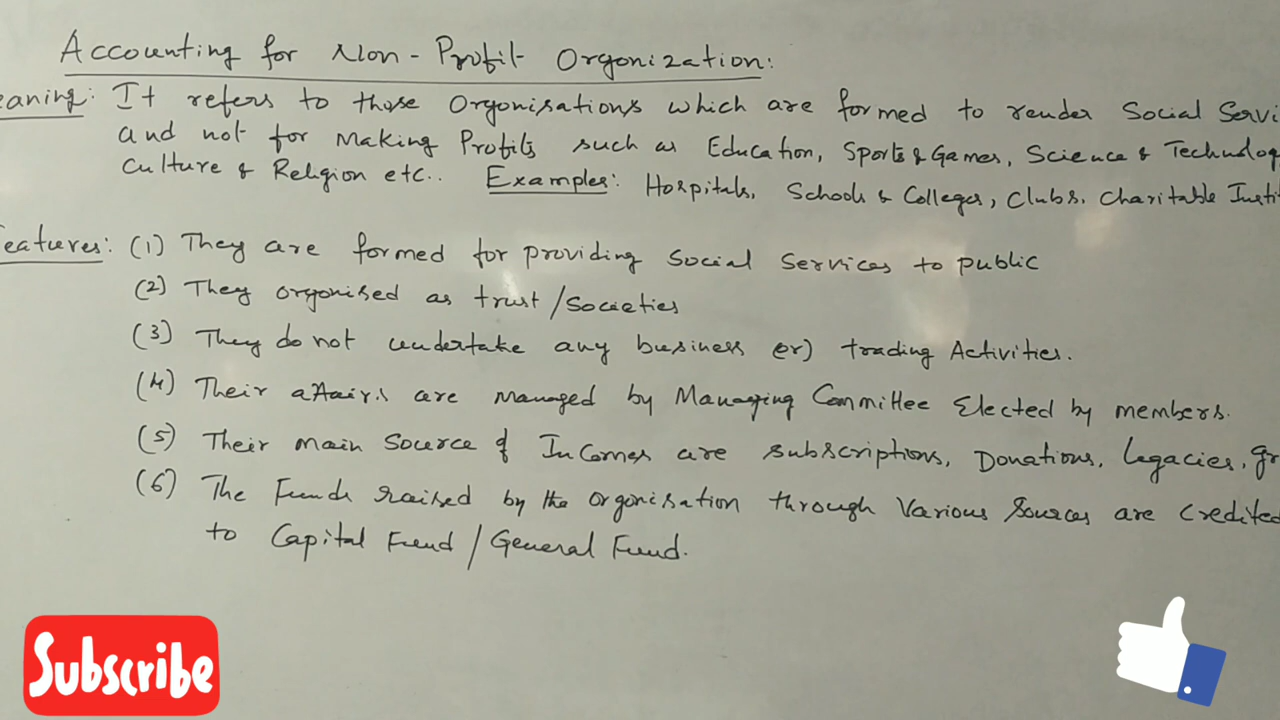 Accounting for Non-Profit Orgonization:
eaning: It refers to those Orgonisations which are formed to render Social Servi
and not for Making Profits such as Education, Sports & Games, Science & Technolog
Culture & Religion etc.. Examples: Hospitals, Schools & Colleges, Clubs, Charitable Insti
Features: (1) They are formed for providing Social Services to public
(2) They orgonised as trust/Societies
(3) They do not undertake any business or) trading Activities.
(4) Their affairs are managed by Managing Committee Elected by members.
(5) Their main source of Incomes are subscriptions, Donations, Legacies, gr
(6) The Funds raised by the orgonisation through Various Sources are Credited
to Capital Fund / General Fund.
Subscribe